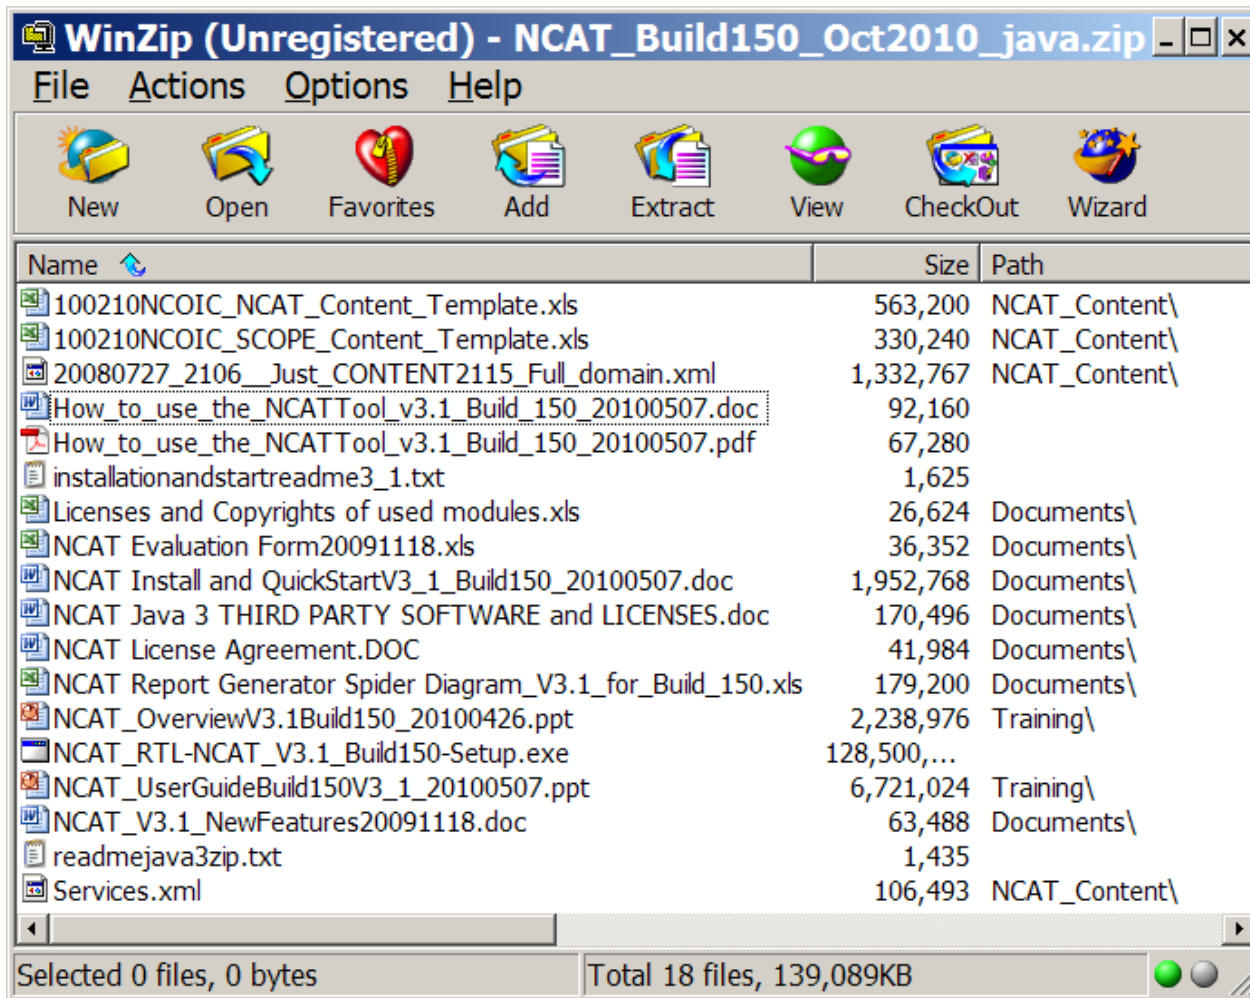 WinZip (Unregistered) - NCAT_Build150_Oct2010_java.zip
File Actions Options Help
New Open Favorites Add Extract View CheckOut Wizard
Name Size Path
100210NCOIC_NCAT_Content_Template.xls 563,200 NCAT_Content\
100210NCOIC_SCOPE_Content_Template.xls 330,240 NCAT_Content\
20080727_2106__Just_CONTENT2115_Full_domain.xml 1,332,767 NCAT_Content\
How_to_use_the_NCATTool_v3.1_Build_150_20100507.doc 92,160
How_to_use_the_NCATTool_v3.1_Build_150_20100507.pdf 67,280
installationandstartreadme3_1.txt 1,625
Licenses and Copyrights of used modules.xls 26,624 Documents\
NCAT Evaluation Form20091118.xls 36,352 Documents\
NCAT Install and QuickStartV3_1_Build150_20100507.doc 1,952,768 Documents\
NCAT Java 3 THIRD PARTY SOFTWARE and LICENSES.doc 170,496 Documents\
NCAT License Agreement.DOC 41,984 Documents\
NCAT Report Generator Spider Diagram_V3.1_for_Build_150.xls 179,200 Documents\
NCAT_OverviewV3.1Build150_20100426.ppt 2,238,976 Training\
NCAT_RTL-NCAT_V3.1_Build150-Setup.exe 128,500,...
NCAT_UserGuideBuild150V3_1_20100507.ppt 6,721,024 Training\
NCAT_V3.1_NewFeatures20091118.doc 63,488 Documents\
readmejava3zip.txt 1,435
Services.xml 106,493 NCAT_Content\
Selected 0 files, 0 bytes Total 18 files, 139,089KB